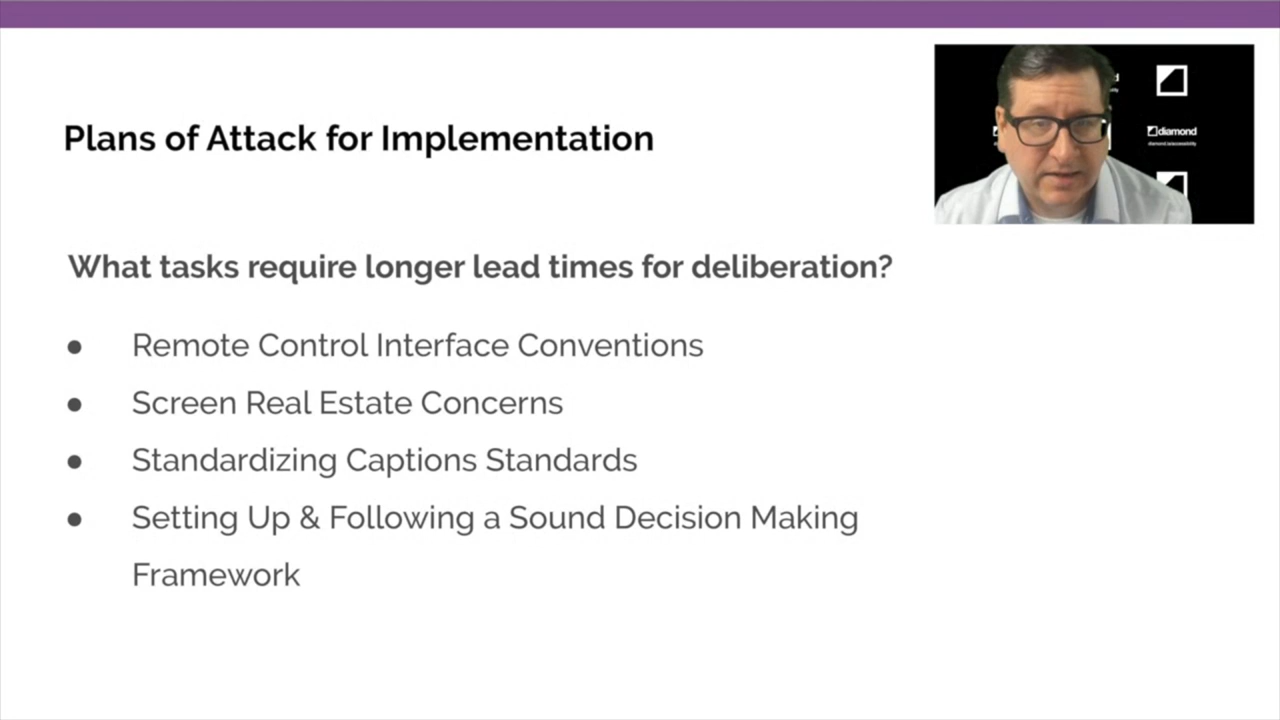 Plans of Attack for Implementation
diamond
What tasks require longer lead times for deliberation?
● Remote Control Interface Conventions
● Screen Real Estate Concerns
● Standardizing Captions Standards
● Setting Up & Following a Sound Decision Making
Framework